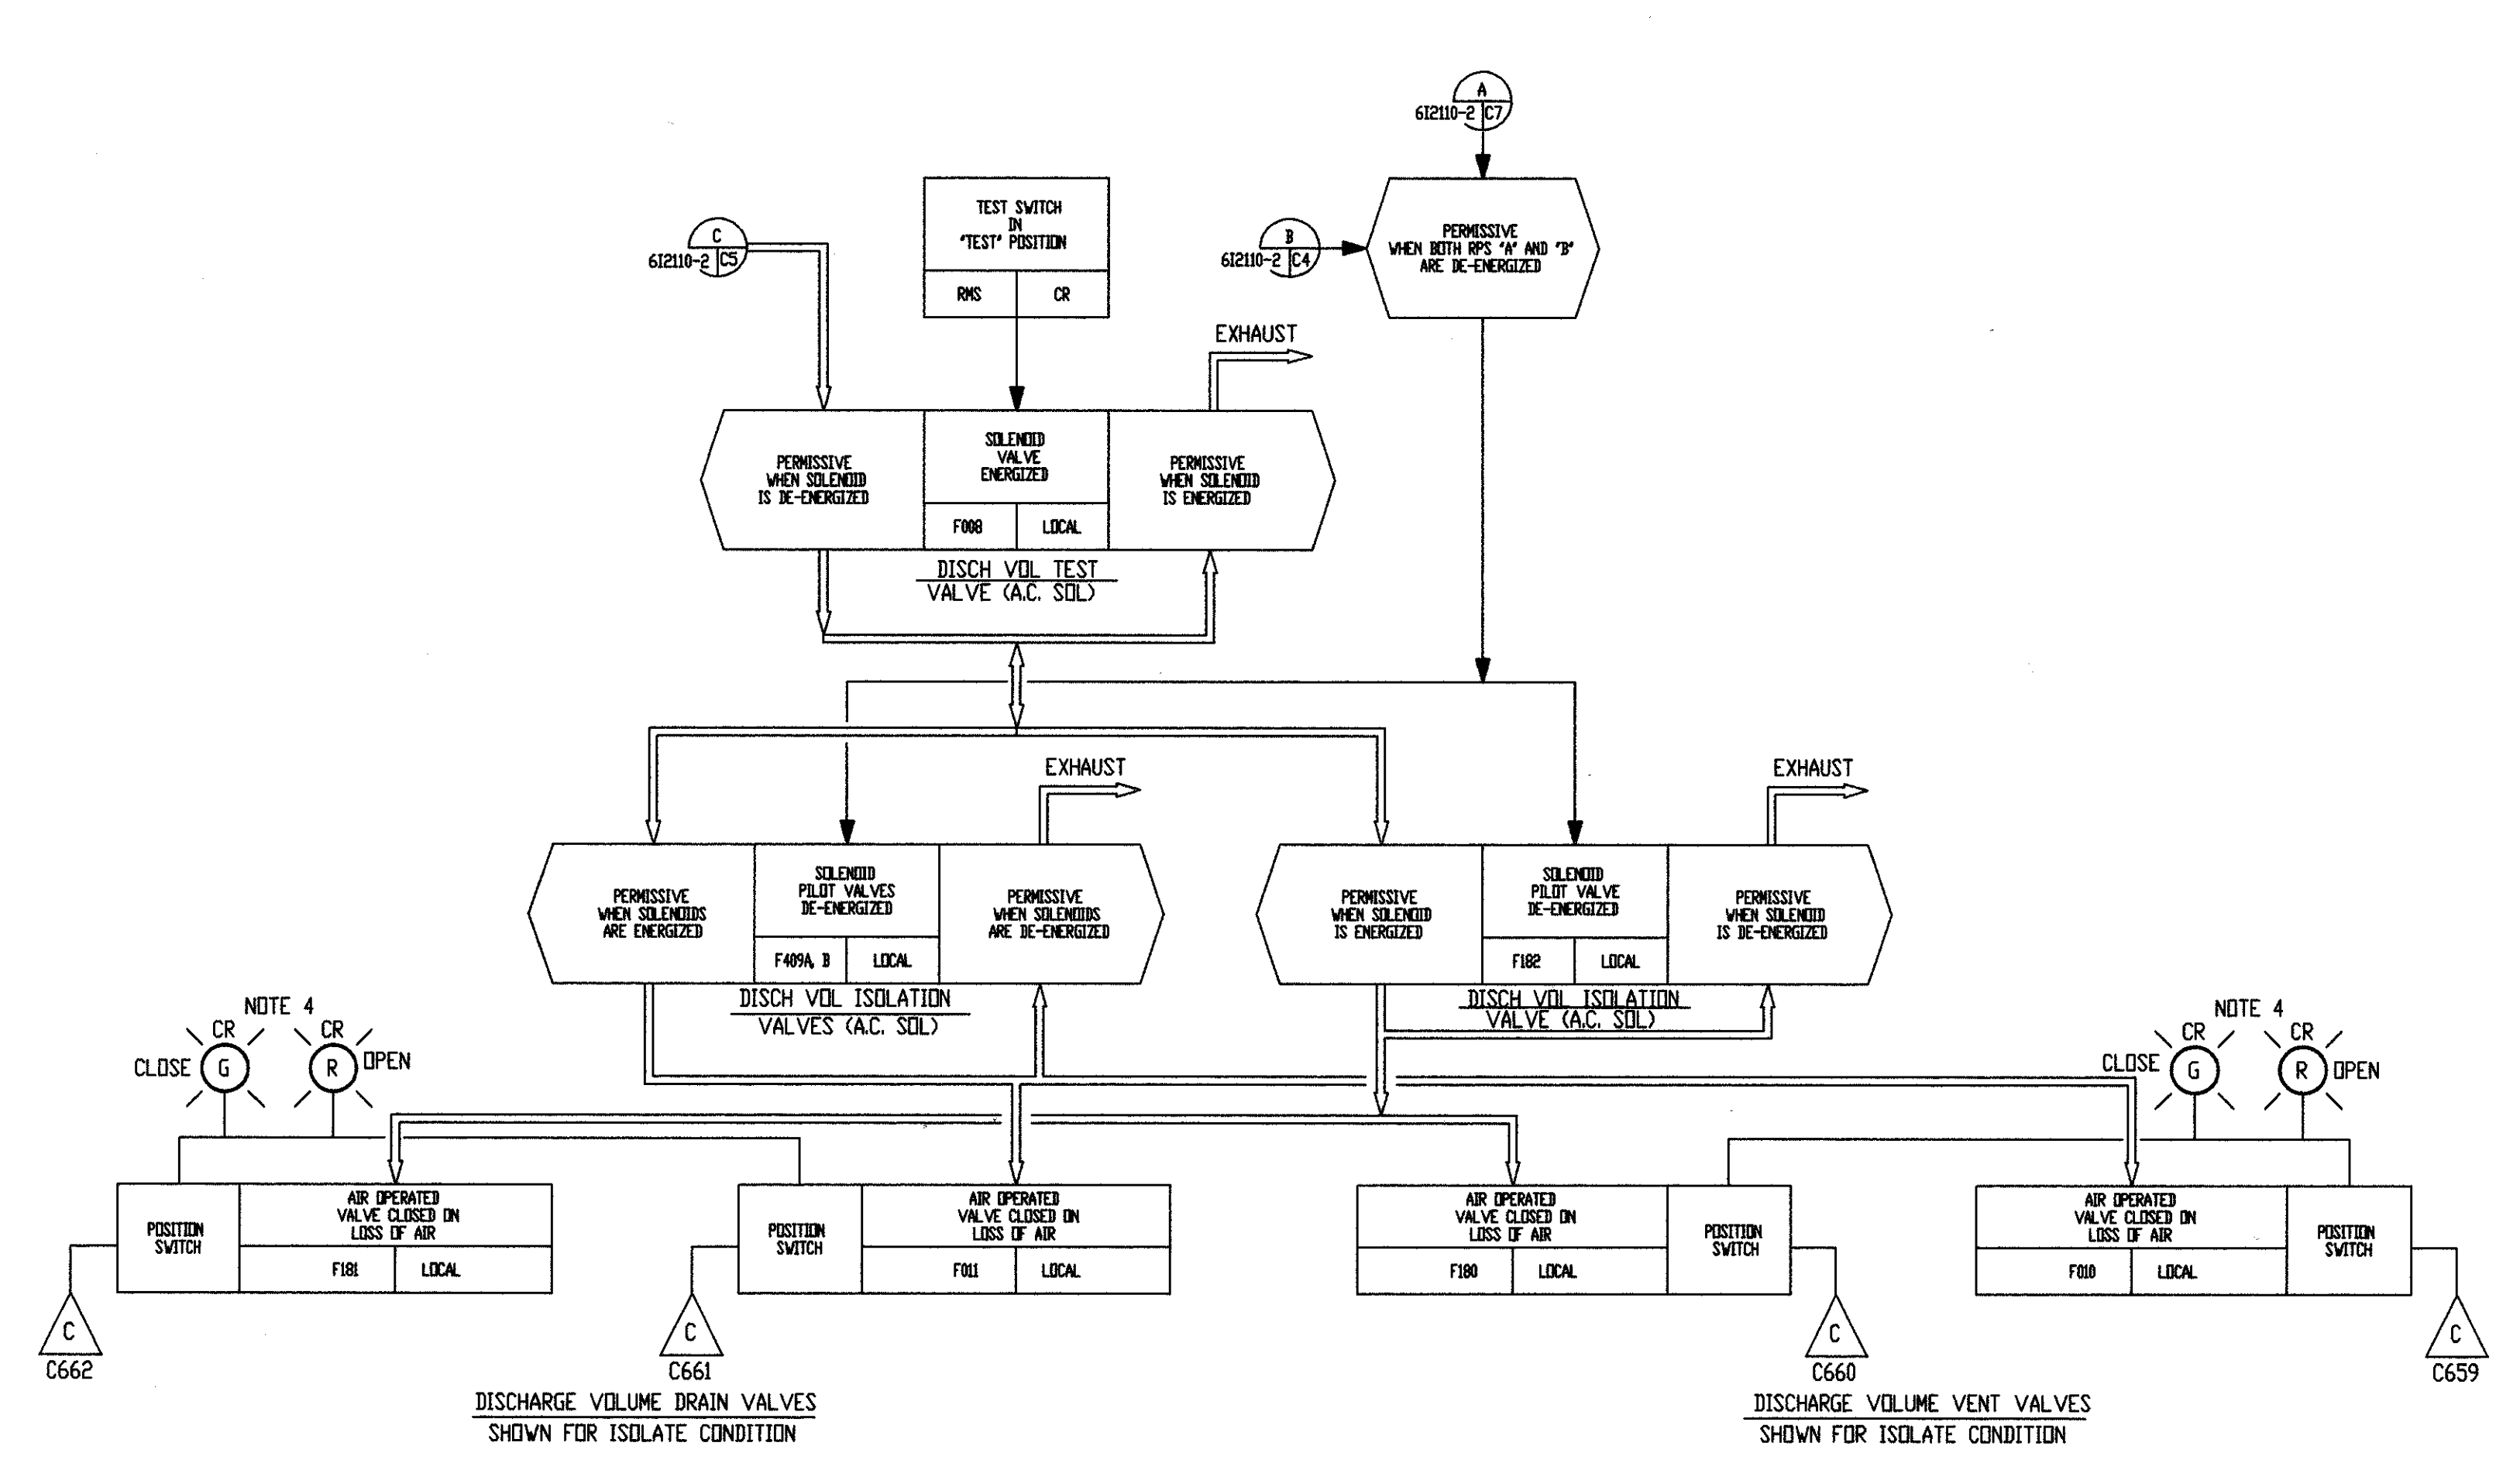 A
6I2110-2 C7
TEST SWITCH
IN
"TEST" POSITION
RMS CR
C
6I2110-2 C5
B
6I2110-2 C4
PERMISSIVE
WHEN BOTH RPS "A" AND "B"
ARE DE-ENERGIZED
EXHAUST
PERMISSIVE
WHEN SOLENOID
IS DE-ENERGIZED
SOLENOID
VALVE
ENERGIZED
F008 LOCAL
PERMISSIVE
WHEN SOLENOID
IS ENERGIZED
DISCH VOL TEST
VALVE (A.C. SOL)
EXHAUST
EXHAUST
PERMISSIVE
WHEN SOLENOIDS
ARE ENERGIZED
SOLENOID
PILOT VALVES
DE-ENERGIZED
F409A, B LOCAL
PERMISSIVE
WHEN SOLENOIDS
ARE DE-ENERGIZED
DISCH VOL ISOLATION
VALVES (A.C. SOL)
PERMISSIVE
WHEN SOLENOID
IS ENERGIZED
SOLENOID
PILOT VALVE
DE-ENERGIZED
F182 LOCAL
PERMISSIVE
WHEN SOLENOID
IS DE-ENERGIZED
DISCH VOL ISOLATION
VALVE (A.C. SOL)
NOTE 4
CR CR
CLOSE G R OPEN
NOTE 4
CR CR
CLOSE G R OPEN
POSITION
SWITCH
AIR OPERATED
VALVE CLOSED ON
LOSS OF AIR
F181 LOCAL
POSITION
SWITCH
AIR OPERATED
VALVE CLOSED ON
LOSS OF AIR
F011 LOCAL
AIR OPERATED
VALVE CLOSED ON
LOSS OF AIR
F180 LOCAL
POSITION
SWITCH
AIR OPERATED
VALVE CLOSED ON
LOSS OF AIR
F010 LOCAL
POSITION
SWITCH
C
C662
C
C661
C
C660
C
C659
DISCHARGE VOLUME DRAIN VALVES
SHOWN FOR ISOLATE CONDITION
DISCHARGE VOLUME VENT VALVES
SHOWN FOR ISOLATE CONDITION